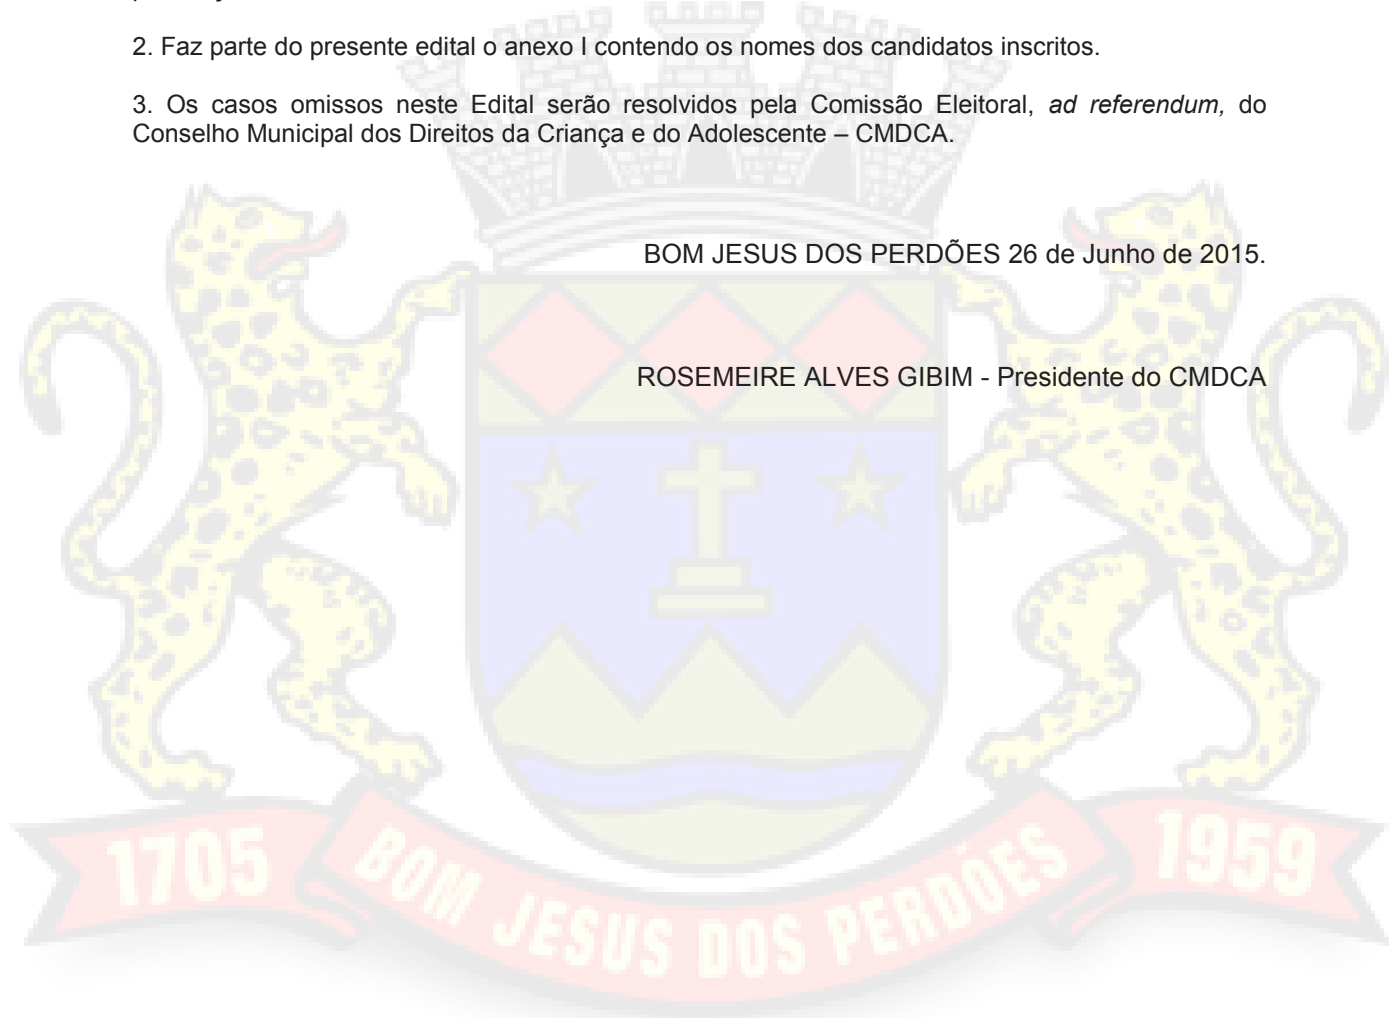 2. Faz parte do presente edital o anexo I contendo os nomes dos candidatos inscritos.
3. Os casos omissos neste Edital serão resolvidos pela Comissão Eleitoral, ad referendum, do
Conselho Municipal dos Direitos da Criança e do Adolescente – CMDCA.
BOM JESUS DOS PERDÕES 26 de Junho de 2015.
ROSEMEIRE ALVES GIBIM - Presidente do CMDCA
1705 BOM JESUS DOS PERDÕES 1959